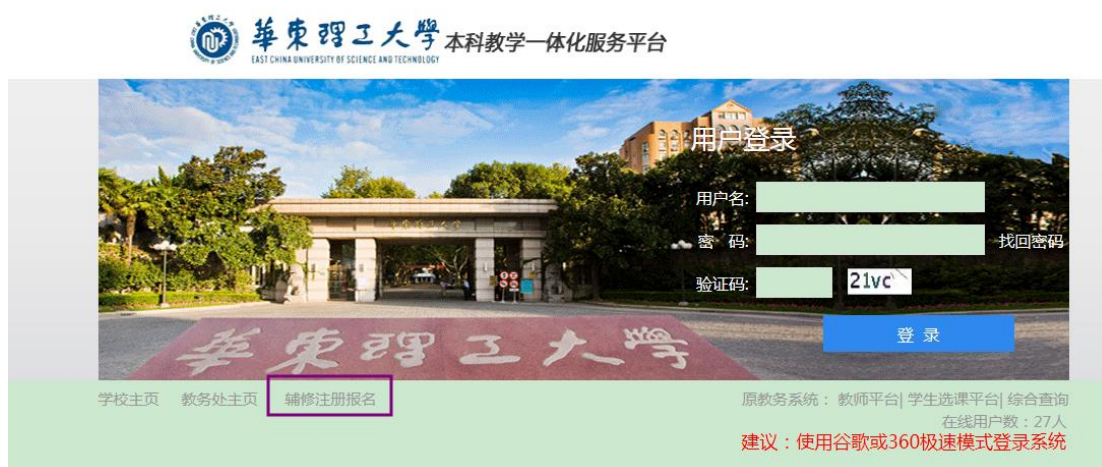 華東理工大學 本科教学一体化服务平台
EAST CHINA UNIVERSITY OF SCIENCE AND TECHNOLOGY
用户登录
用户名:
密 码: 找回密码
验证码: 21vc
登 录
華東理工大學
学校主页 教务处主页 辅修注册报名 原教务系统： 教师平台| 学生选课平台| 综合查询
在线用户数：27人
建议：使用谷歌或360极速模式登录系统